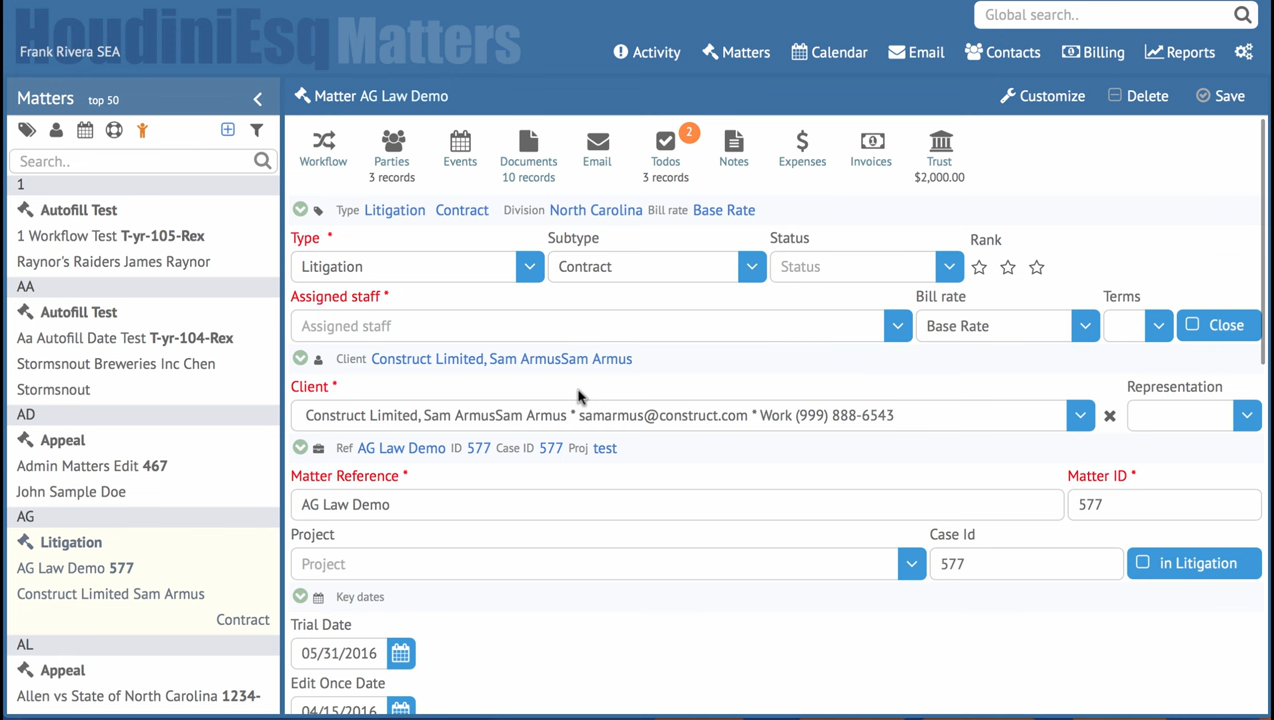 HoudiniEsq Matters
Frank Rivera SEA
Global search..
Activity Matters Calendar Email Contacts Billing Reports
Matters top 50
Search..
1
Autofill Test
1 Workflow Test T-yr-105-Rex
Raynor's Raiders James Raynor
AA
Autofill Test
Aa Autofill Date Test T-yr-104-Rex
Stormsnout Breweries Inc Chen
Stormsnout
AD
Appeal
Admin Matters Edit 467
John Sample Doe
AG
Litigation
AG Law Demo 577
Construct Limited Sam Armus
Contract
AL
Appeal
Allen vs State of North Carolina 1234-
Matter AG Law Demo
Customize Delete Save
Workflow Parties Events Documents Email Todos Notes Expenses Invoices Trust
2
3 records 10 records 3 records $2,000.00
Type Litigation Contract Division North Carolina Bill rate Base Rate
Type * Subtype Status Rank
Litigation Contract Status
Assigned staff * Bill rate Terms
Assigned staff Base Rate Close
Client Construct Limited, Sam ArmusSam Armus
Client * Representation
Construct Limited, Sam ArmusSam Armus * samarmus@construct.com * Work (999) 888-6543
Ref AG Law Demo ID 577 Case ID 577 Proj test
Matter Reference * Matter ID *
AG Law Demo 577
Project Case Id
Project 577 in Litigation
Key dates
Trial Date
05/31/2016
Edit Once Date
04/15/2016